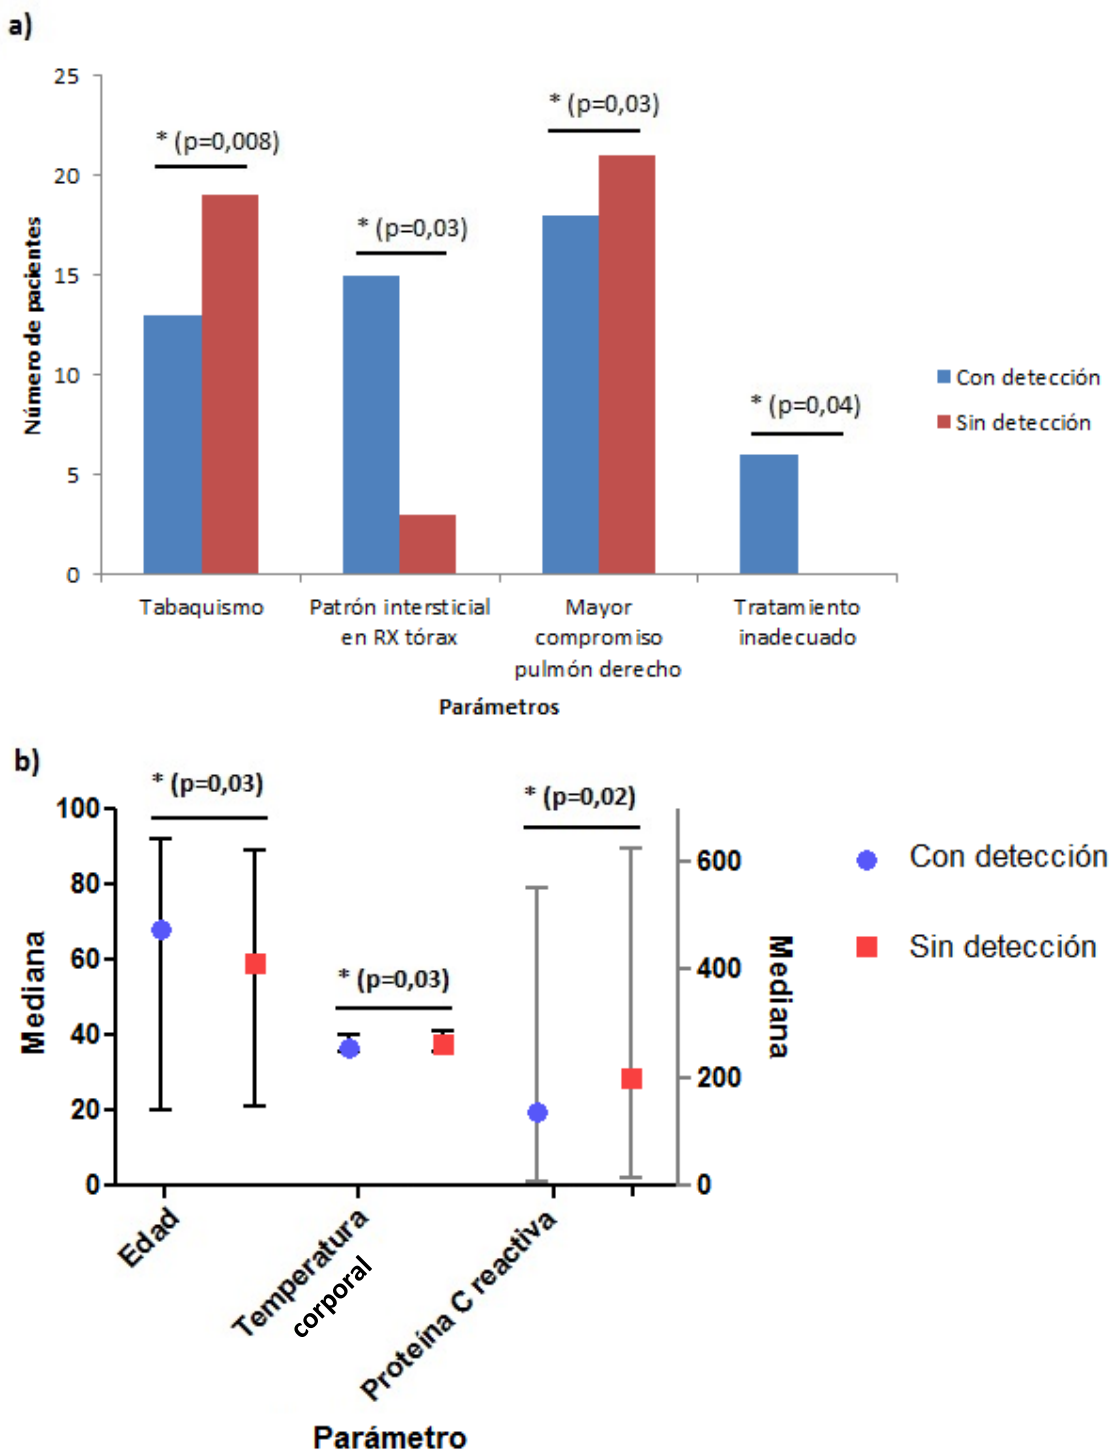 a)
25
20
15
10
5
0
Número de pacientes
* (p=0,008)
* (p=0,03)
* (p=0,03)
* (p=0,04)
Con detección
Sin detección
Tabaquismo
Patrón intersticial
en RX tórax
Mayor
compromiso
pulmón derecho
Tratamiento
inadecuado
Parámetros
b)
* (p=0,03)
* (p=0,03)
* (p=0,02)
100
80
60
40
20
0
Mediana
600
400
200
0
Mediana
Con detección
Sin detección
Edad
Temperatura
corporal
Proteína C reactiva
Parámetro